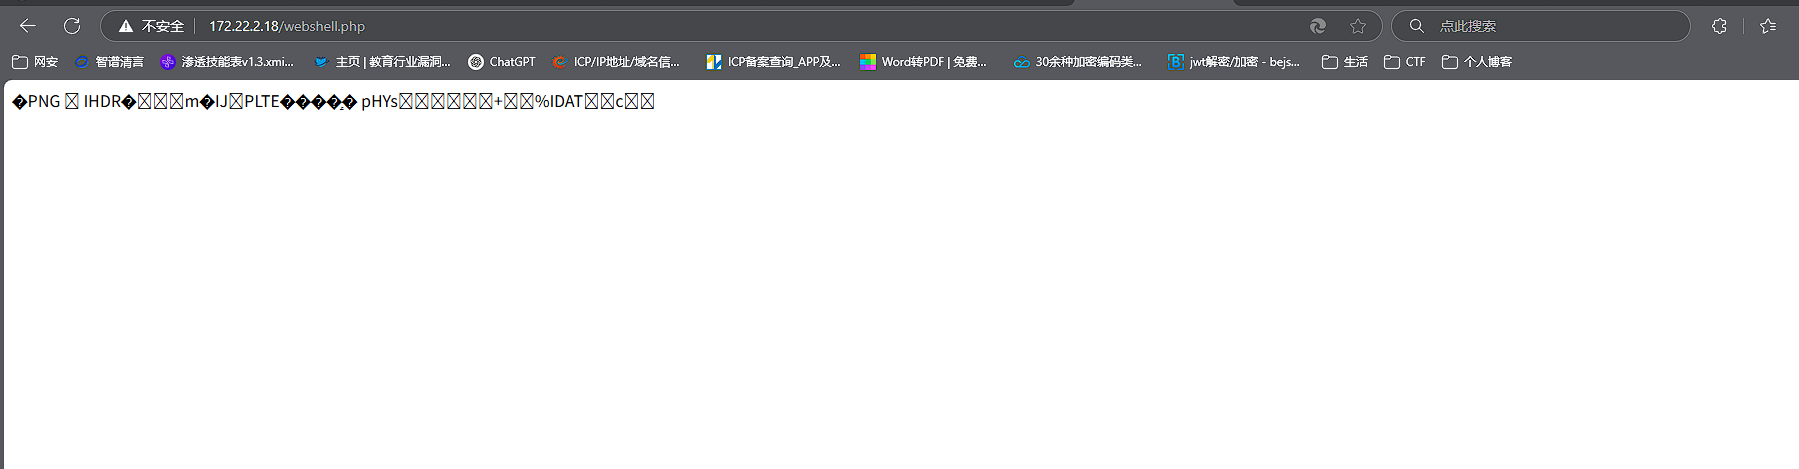 不安全 172.22.2.18/webshell.php 点此搜索
网安 智谱清言 渗透技能表v1.3.xmi... 主页 | 教育行业漏洞... ChatGPT ICP/IP地址/域名信... ICP备案查询_APP及... Word转PDF | 免费... 30余种加密编码类... jwt解密/加密 - bejs... 生活 CTF 个人博客
�PNG IHDR�m�IJPLTE����� pHYs+%IDATc